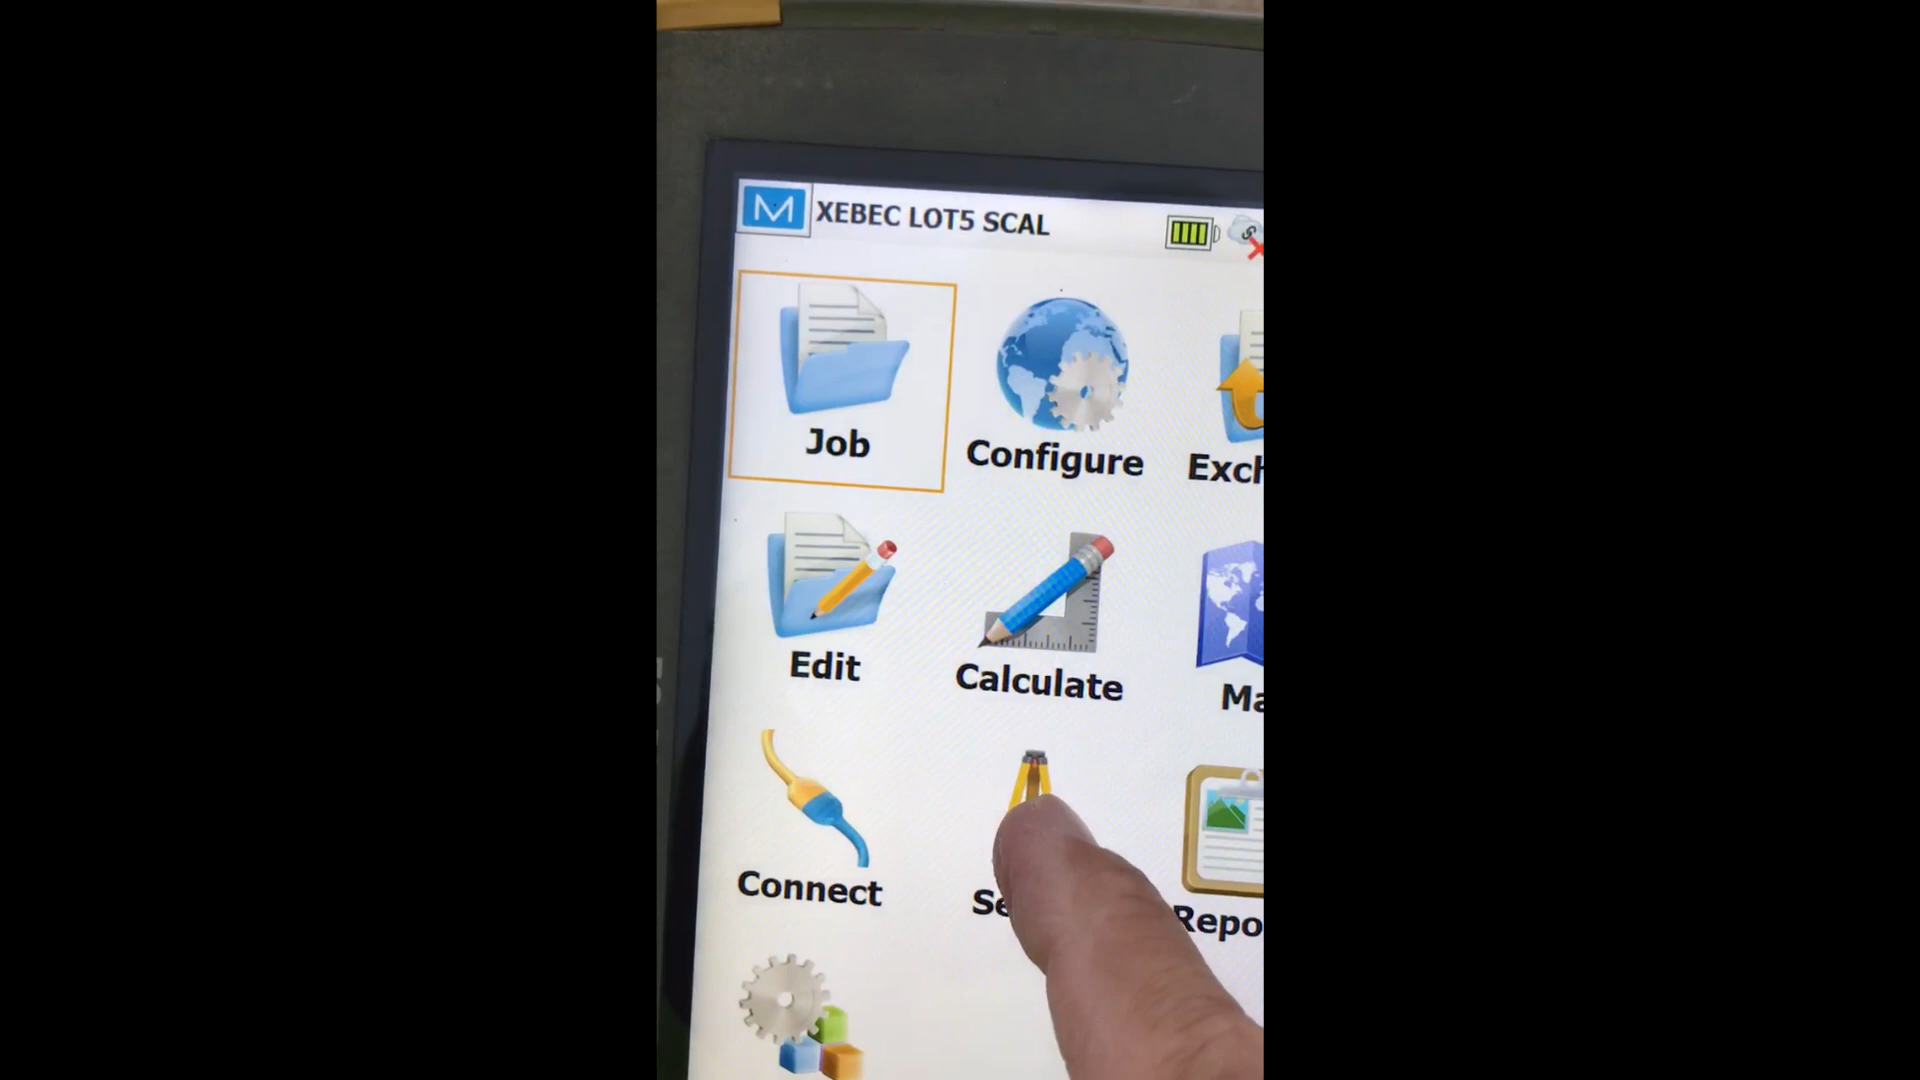 M XEBEC LOT5 SCAL
Job
Configure
Edit
Calculate
Connect